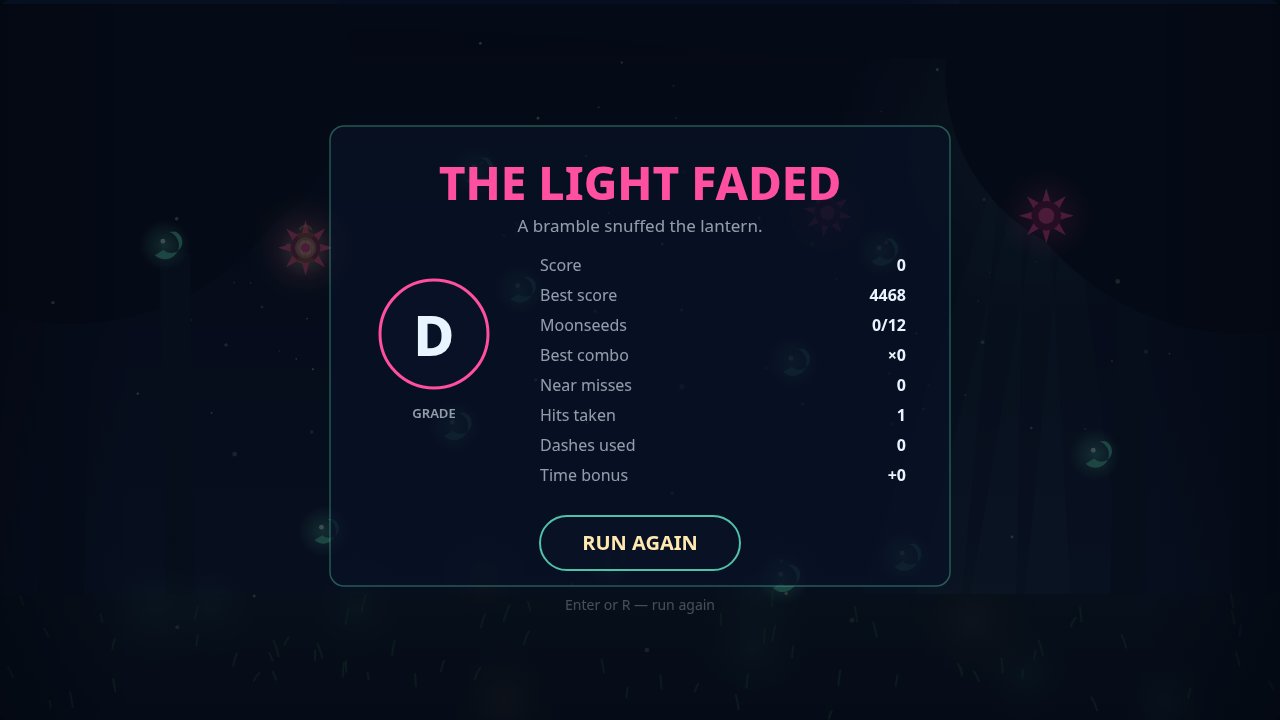 THE LIGHT FADED
A bramble snuffed the lantern.
Score 0
Best score 4468
Moonseeds 0/12
Best combo ×0
Near misses 0
Hits taken 1
Dashes used 0
Time bonus +0
D
GRADE
RUN AGAIN
Enter or R — run again